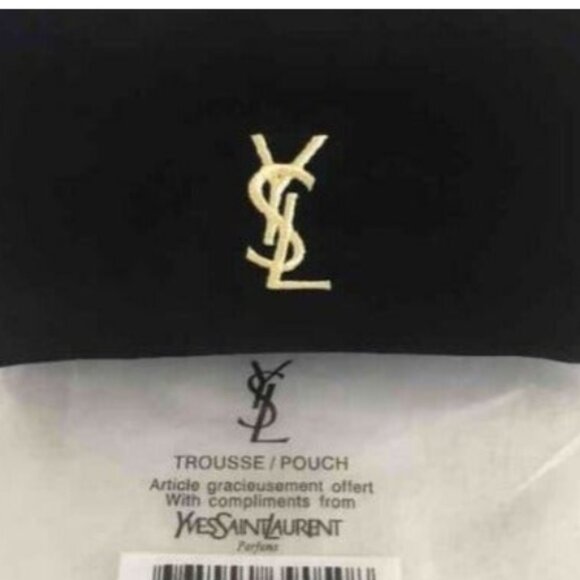 YSL
YSL
TROUSSE / POUCH
Article gracieusement offert
With compliments from
YVESSAINTLAURENT
Parfums